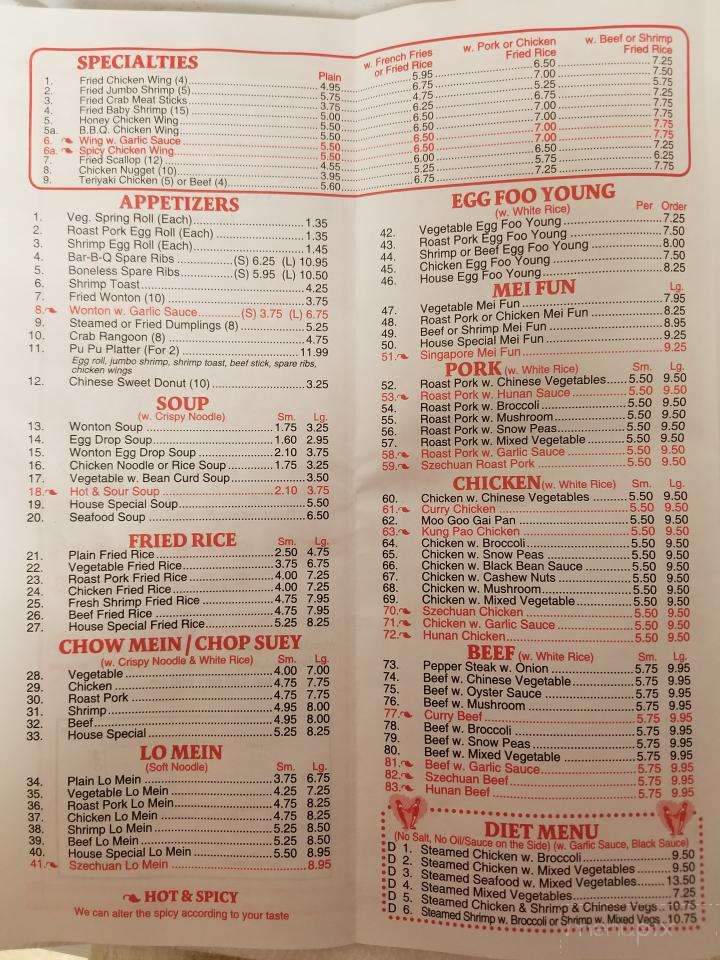 SPECIALTIES
Plain
w. French Fries or Fried Rice
w. Pork or Chicken Fried Rice
w. Beef or Shrimp Fried Rice
1. Fried Chicken Wing (4) 4.95 5.95 6.50 7.25
2. Fried Jumbo Shrimp (5) 5.75 6.75 7.00 7.50
3. Fried Crab Meat Sticks 3.75 4.75 5.75 5.75
4. Fried Baby Shrimp (15) 5.00 6.25 6.75 7.25
5. Honey Chicken Wing 5.50 6.50 7.00 7.75
5a. B.B.Q. Chicken Wing 5.50 6.50 7.00 7.75
6. Wing w. Garlic Sauce 5.50 6.50 7.00 7.75
6a. Spicy Chicken Wing 5.50 6.50 7.00 7.75
7. Fried Scallop (12) 4.55 6.00 6.50 7.25
8. Chicken Nugget (10) 3.95 5.25 5.75 6.25
9. Teriyaki Chicken (5) or Beef (4) 5.60 6.75 7.25 7.75
APPETIZERS
1. Veg. Spring Roll (Each) 1.35
2. Roast Pork Egg Roll (Each) 1.35
3. Shrimp Egg Roll (Each) 1.45
4. Bar-B-Q Spare Ribs (S) 6.25 (L) 10.95
5. Boneless Spare Ribs (S) 5.95 (L) 10.50
6. Shrimp Toast 4.25
7. Fried Wonton (10) 3.75
8. Wonton w. Garlic Sauce (S) 3.75 (L) 6.75
9. Steamed or Fried Dumplings (8) 5.25
10. Crab Rangoon (8) 4.75
11. Pu Pu Platter (For 2) 11.99
Egg roll, jumbo shrimp, shrimp toast, beef stick, spare ribs,
chicken wings
12. Chinese Sweet Donut (10) 3.25
SOUP
(w. Crispy Noodle) Sm. Lg.
13. Wonton Soup 1.75 3.25
14. Egg Drop Soup 1.60 2.95
15. Wonton Egg Drop Soup 2.10 3.75
16. Chicken Noodle or Rice Soup 1.75 3.25
17. Vegetable w. Bean Curd Soup 3.50
18. Hot & Sour Soup 2.10 3.75
19. House Special Soup 5.50
20. Seafood Soup 6.50
FRIED RICE Sm. Lg.
21. Plain Fried Rice 2.50 4.75
22. Vegetable Fried Rice 3.75 6.75
23. Roast Pork Fried Rice 4.00 7.25
24. Chicken Fried Rice 4.00 7.25
25. Fresh Shrimp Fried Rice 4.75 7.95
26. Beef Fried Rice 4.75 7.95
27. House Special Fried Rice 5.25 8.25
CHOW MEIN / CHOP SUEY
(w. Crispy Noodle & White Rice) Sm. Lg.
28. Vegetable 4.00 7.00
29. Chicken 4.75 7.75
30. Roast Pork 4.75 7.75
31. Shrimp 4.95 8.00
32. Beef 4.95 8.00
33. House Special 5.25 8.25
LO MEIN
(Soft Noodle) Sm. Lg.
34. Plain Lo Mein 3.75 6.75
35. Vegetable Lo Mein 4.25 7.25
36. Roast Pork Lo Mein 4.75 8.25
37. Chicken Lo Mein 4.75 8.25
38. Shrimp Lo Mein 5.25 8.50
39. Beef Lo Mein 5.25 8.50
40. House Special Lo Mein 5.50 8.95
41. Szechuan Lo Mein 8.95
HOT & SPICY
We can alter the spicy according to your taste
EGG FOO YOUNG
(w. White Rice) Per Order
42. Vegetable Egg Foo Young 7.25
43. Roast Pork Egg Foo Young 7.50
44. Shrimp or Beef Egg Foo Young 8.00
45. Chicken Egg Foo Young 7.50
46. House Egg Foo Young 8.25
MEI FUN Lg.
47. Vegetable Mei Fun 7.95
48. Roast Pork or Chicken Mei Fun 8.25
49. Beef or Shrimp Mei Fun 8.95
50. House Special Mei Fun 9.25
51. Singapore Mei Fun 9.25
PORK (w. White Rice) Sm. Lg.
52. Roast Pork w. Chinese Vegetables 5.50 9.50
53. Roast Pork w. Hunan Sauce 5.50 9.50
54. Roast Pork w. Broccoli 5.50 9.50
55. Roast Pork w. Mushroom 5.50 9.50
56. Roast Pork w. Snow Peas 5.50 9.50
57. Roast Pork w. Mixed Vegetable 5.50 9.50
58. Roast Pork w. Garlic Sauce 5.50 9.50
59. Szechuan Roast Pork 5.50 9.50
CHICKEN (w. White Rice) Sm. Lg.
60. Chicken w. Chinese Vegetables 5.50 9.50
61. Curry Chicken 5.50 9.50
62. Moo Goo Gai Pan 5.50 9.50
63. Kung Pao Chicken 5.50 9.50
64. Chicken w. Broccoli 5.50 9.50
65. Chicken w. Snow Peas 5.50 9.50
66. Chicken w. Black Bean Sauce 5.50 9.50
67. Chicken w. Cashew Nuts 5.50 9.50
68. Chicken w. Mushroom 5.50 9.50
69. Chicken w. Mixed Vegetable 5.50 9.50
70. Szechuan Chicken 5.50 9.50
71. Chicken w. Garlic Sauce 5.50 9.50
72. Hunan Chicken 5.50 9.50
BEEF (w. White Rice) Sm. Lg.
73. Pepper Steak w. Onion 5.75 9.95
74. Beef w. Chinese Vegetable 5.75 9.95
75. Beef w. Oyster Sauce 5.75 9.95
76. Beef w. Mushroom 5.75 9.95
77. Curry Beef 5.75 9.95
78. Beef w. Broccoli 5.75 9.95
79. Beef w. Snow Peas 5.75 9.95
80. Beef w. Mixed Vegetable 5.75 9.95
81. Beef w. Garlic Sauce 5.75 9.95
82. Szechuan Beef 5.75 9.95
83. Hunan Beef 5.75 9.95
DIET MENU
(No Salt, No Oil/Sauce on the Side) (w. Garlic Sauce, Black Sauce)
D 1. Steamed Chicken w. Broccoli 9.50
D 2. Steamed Chicken w. Mixed Vegetables 9.50
D 3. Steamed Seafood w. Mixed Vegetables 13.50
D 4. Steamed Mixed Vegetables 7.25
D 5. Steamed Chicken & Shrimp & Chinese Vegs 10.75
D 6. Steamed Shrimp w. Broccoli or Shrimp w. Mixed Vegs 10.75
menupix